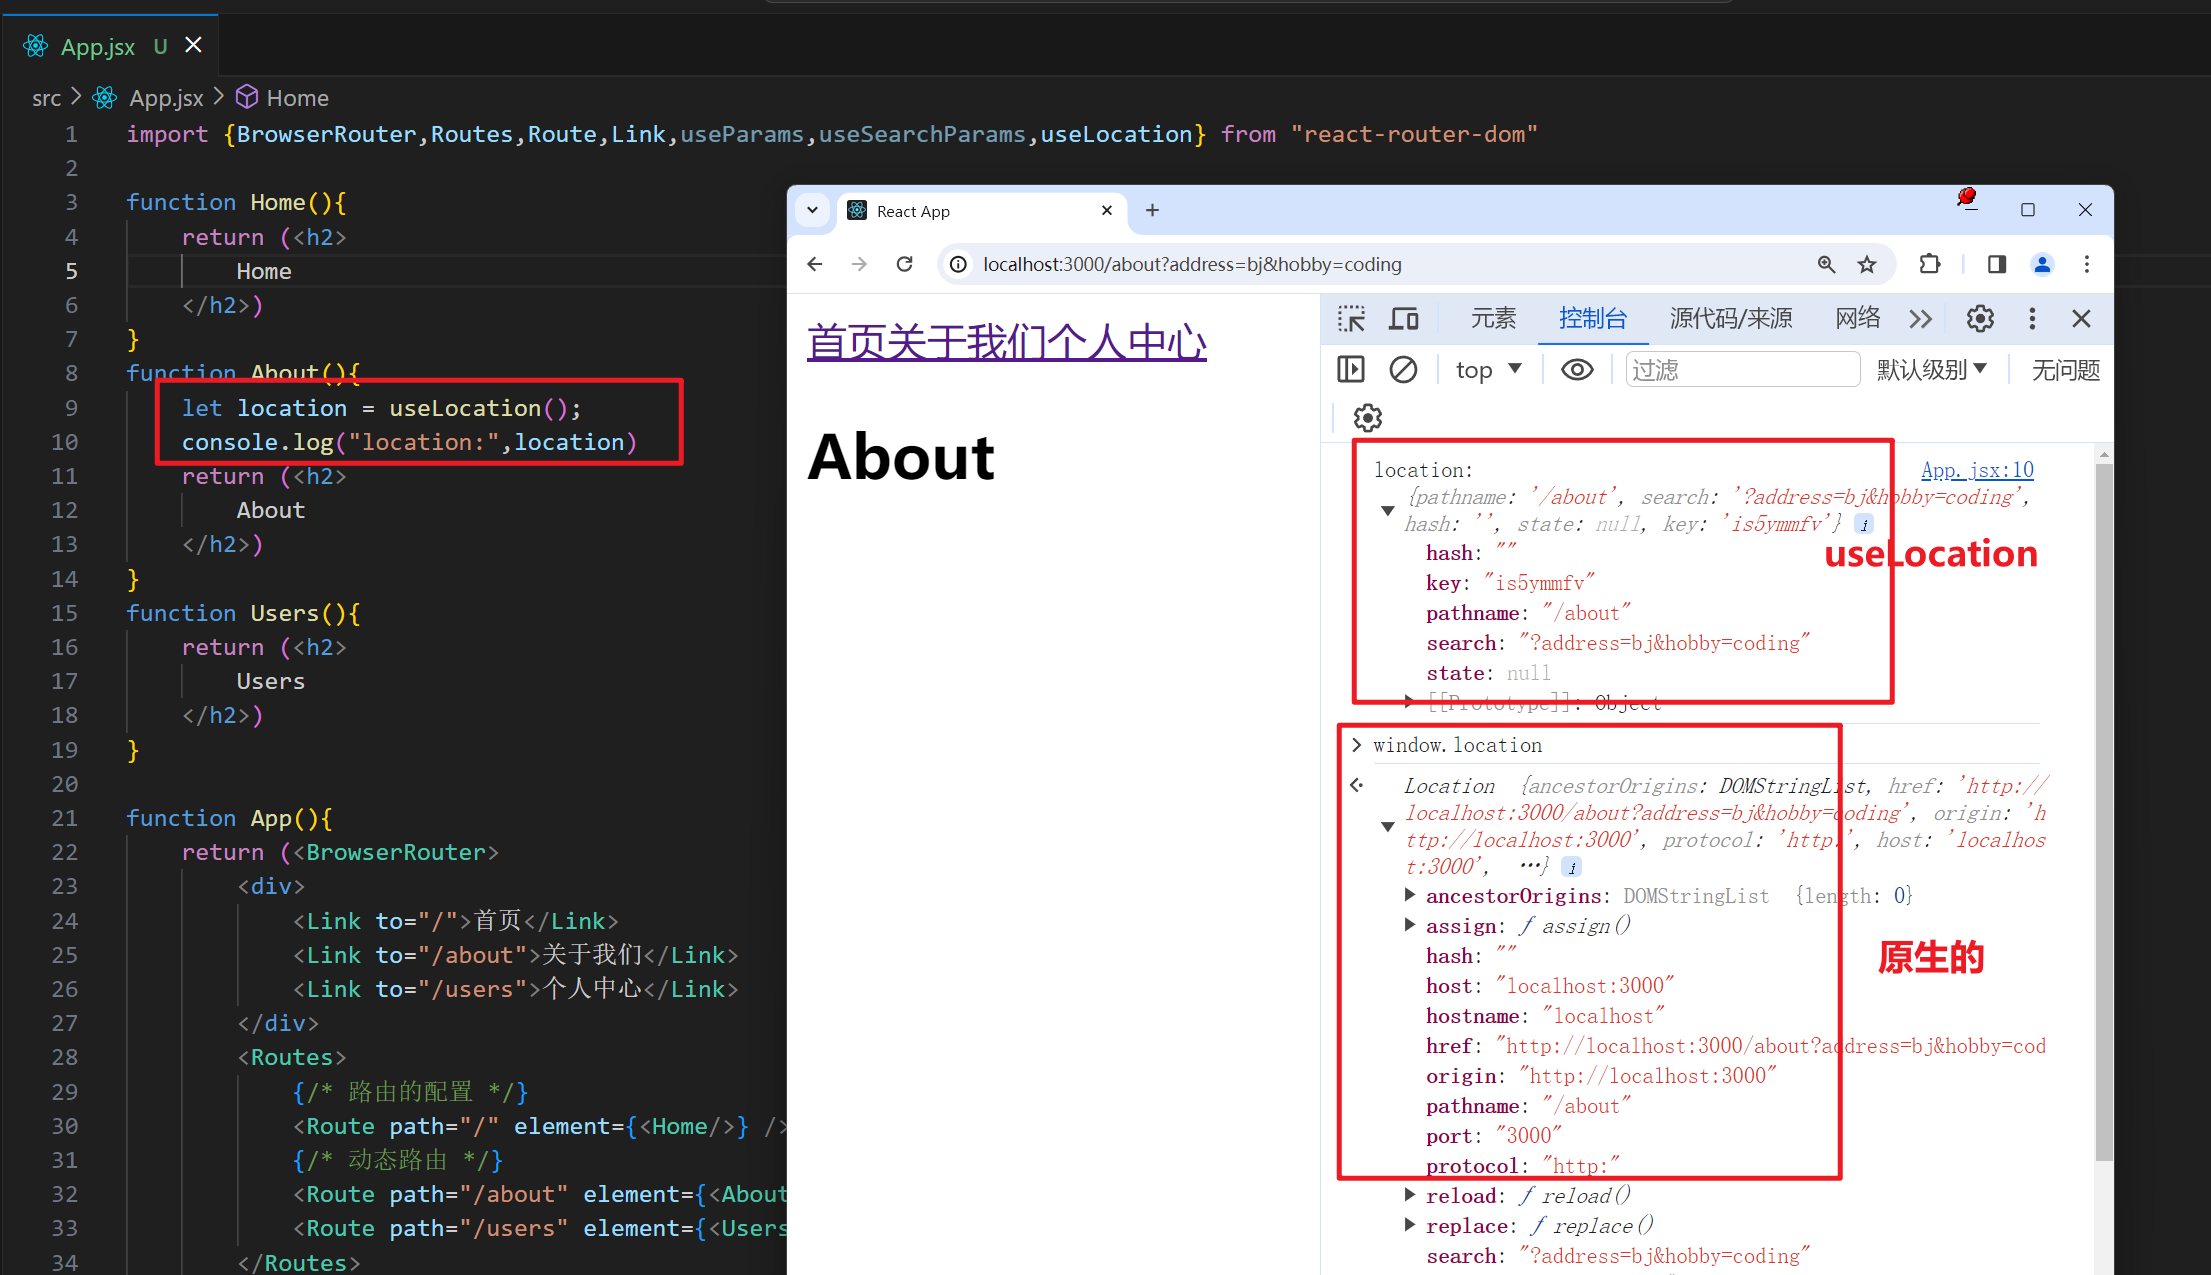 App.jsx U
src > App.jsx > Home
1 import {BrowserRouter,Routes,Route,Link,useParams,useSearchParams,useLocation} from "react-router-dom"
2
3 function Home(){
4 return (<h2>
5 Home
6 </h2>)
7 }
8 function About(){
9 let location = useLocation();
10 console.log("location:",location)
11 return (<h2>
12 About
13 </h2>)
14 }
15 function Users(){
16 return (<h2>
17 Users
18 </h2>)
19 }
20
21 function App(){
22 return (<BrowserRouter>
23 <div>
24 <Link to="/">首页</Link>
25 <Link to="/about">关于我们</Link>
26 <Link to="/users">个人中心</Link>
27 </div>
28 <Routes>
29 {/* 路由的配置 */}
30 <Route path="/" element={<Home/>} />
31 {/* 动态路由 */}
32 <Route path="/about" element={<About
33 <Route path="/users" element={<Users
34 </Routes>
React App
localhost:3000/about?address=bj&hobby=coding
首页关于我们个人中心
About
元素 控制台 源代码/来源 网络
top 过滤 默认级别 无问题
location: App.jsx:10
{pathname: '/about', search: '?address=bj&hobby=coding',
hash: '', state: null, key: 'is5ymmfv'} i
hash: ""
useLocation
key: "is5ymmfv"
pathname: "/about"
search: "?address=bj&hobby=coding"
state: null
[[Prototype]]: Object
window.location
Location {ancestorOrigins: DOMStringList, href: 'http://
localhost:3000/about?address=bj&hobby=coding', origin: 'h
ttp://localhost:3000', protocol: 'http:', host: 'localhos
t:3000', …} i
ancestorOrigins: DOMStringList {length: 0}
assign: ƒ assign()
hash: ""
原生的
host: "localhost:3000"
hostname: "localhost"
href: "http://localhost:3000/about?address=bj&hobby=cod
origin: "http://localhost:3000"
pathname: "/about"
port: "3000"
protocol: "http:"
reload: ƒ reload()
replace: ƒ replace()
search: "?address=bj&hobby=coding"